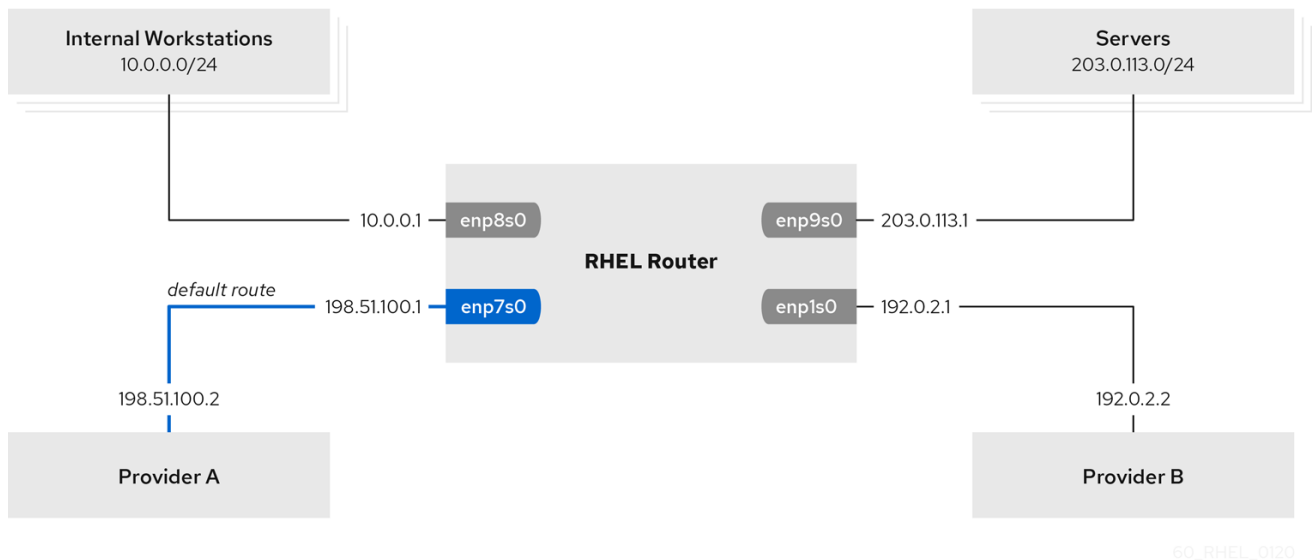 Internal Workstations
10.0.0.0/24
Servers
203.0.113.0/24
10.0.0.1
enp8s0
enp9s0
203.0.113.1
RHEL Router
default route
198.51.100.1
enp7s0
enp1s0
192.0.2.1
198.51.100.2
192.0.2.2
Provider A
Provider B
60_RHEL_0120